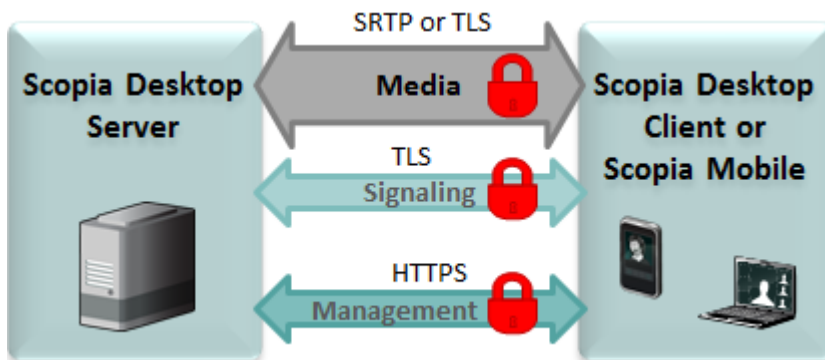 SRTP or TLS
Scopia Desktop
Server
Media
Scopia Desktop
Client or
Scopia Mobile
TLS
Signaling
HTTPS
Management